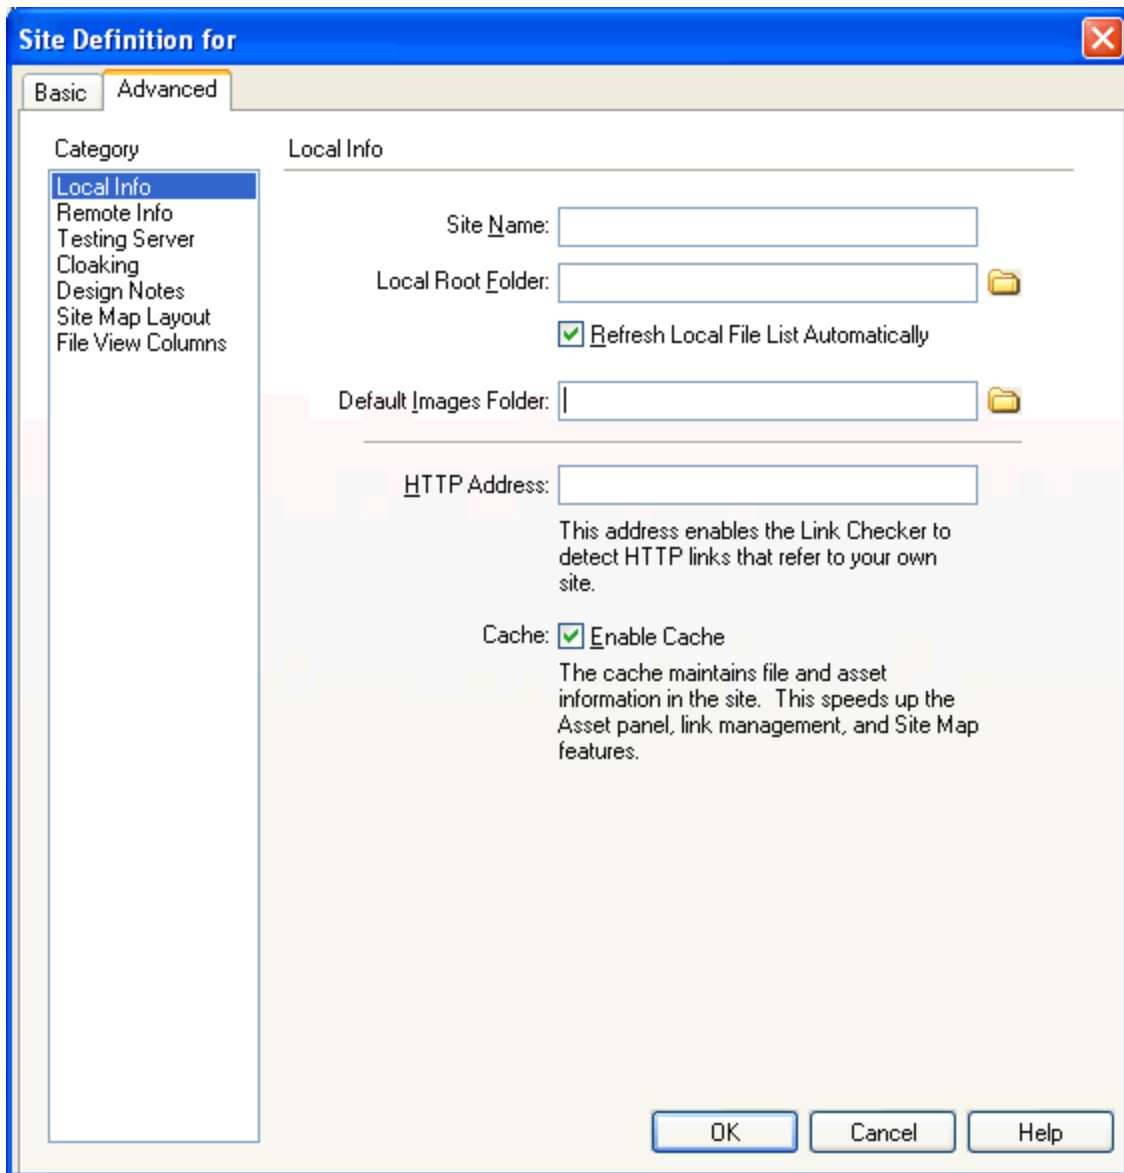 Site Definition for
Basic
Advanced
Category
Local Info
Remote Info
Testing Server
Cloaking
Design Notes
Site Map Layout
File View Columns
Local Info
Site Name:
Local Root Folder:
Refresh Local File List Automatically
Default Images Folder:
HTTP Address:
This address enables the Link Checker to
detect HTTP links that refer to your own
site.
Cache: Enable Cache
The cache maintains file and asset
information in the site.  This speeds up the
Asset panel, link management, and Site Map
features.
OK
Cancel
Help